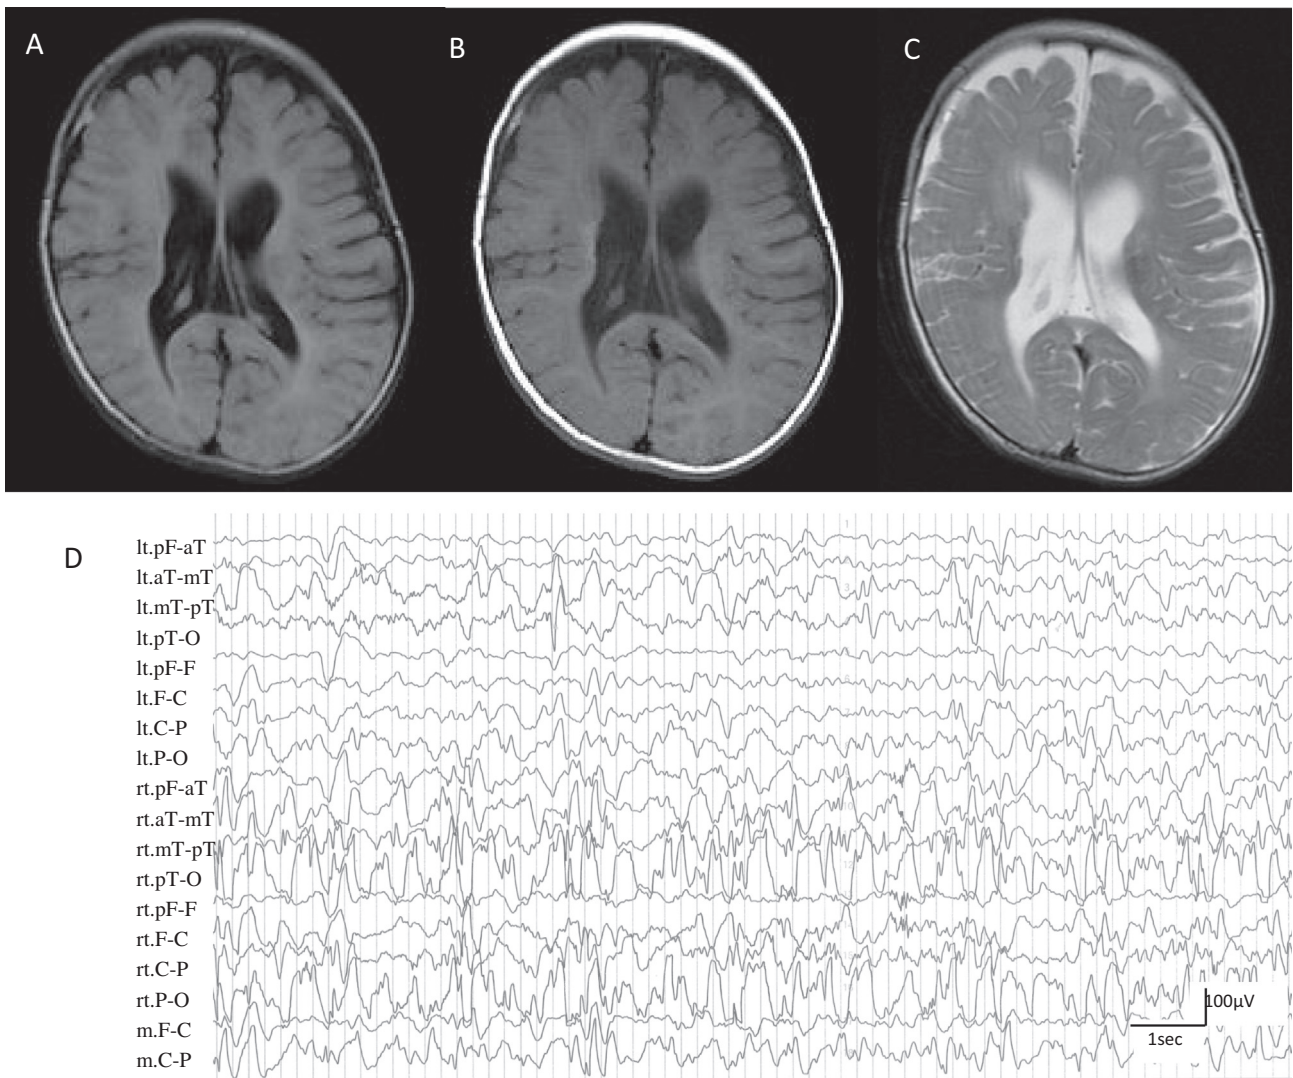 A
B
C
D
lt.pF-aT
lt.aT-mT
lt.mT-pT
lt.pT-O
lt.pF-F
lt.F-C
lt.C-P
lt.P-O
rt.pF-aT
rt.aT-mT
rt.mT-pT
rt.pT-O
rt.pF-F
rt.F-C
rt.C-P
rt.P-O
m.F-C
m.C-P
100μV
1sec